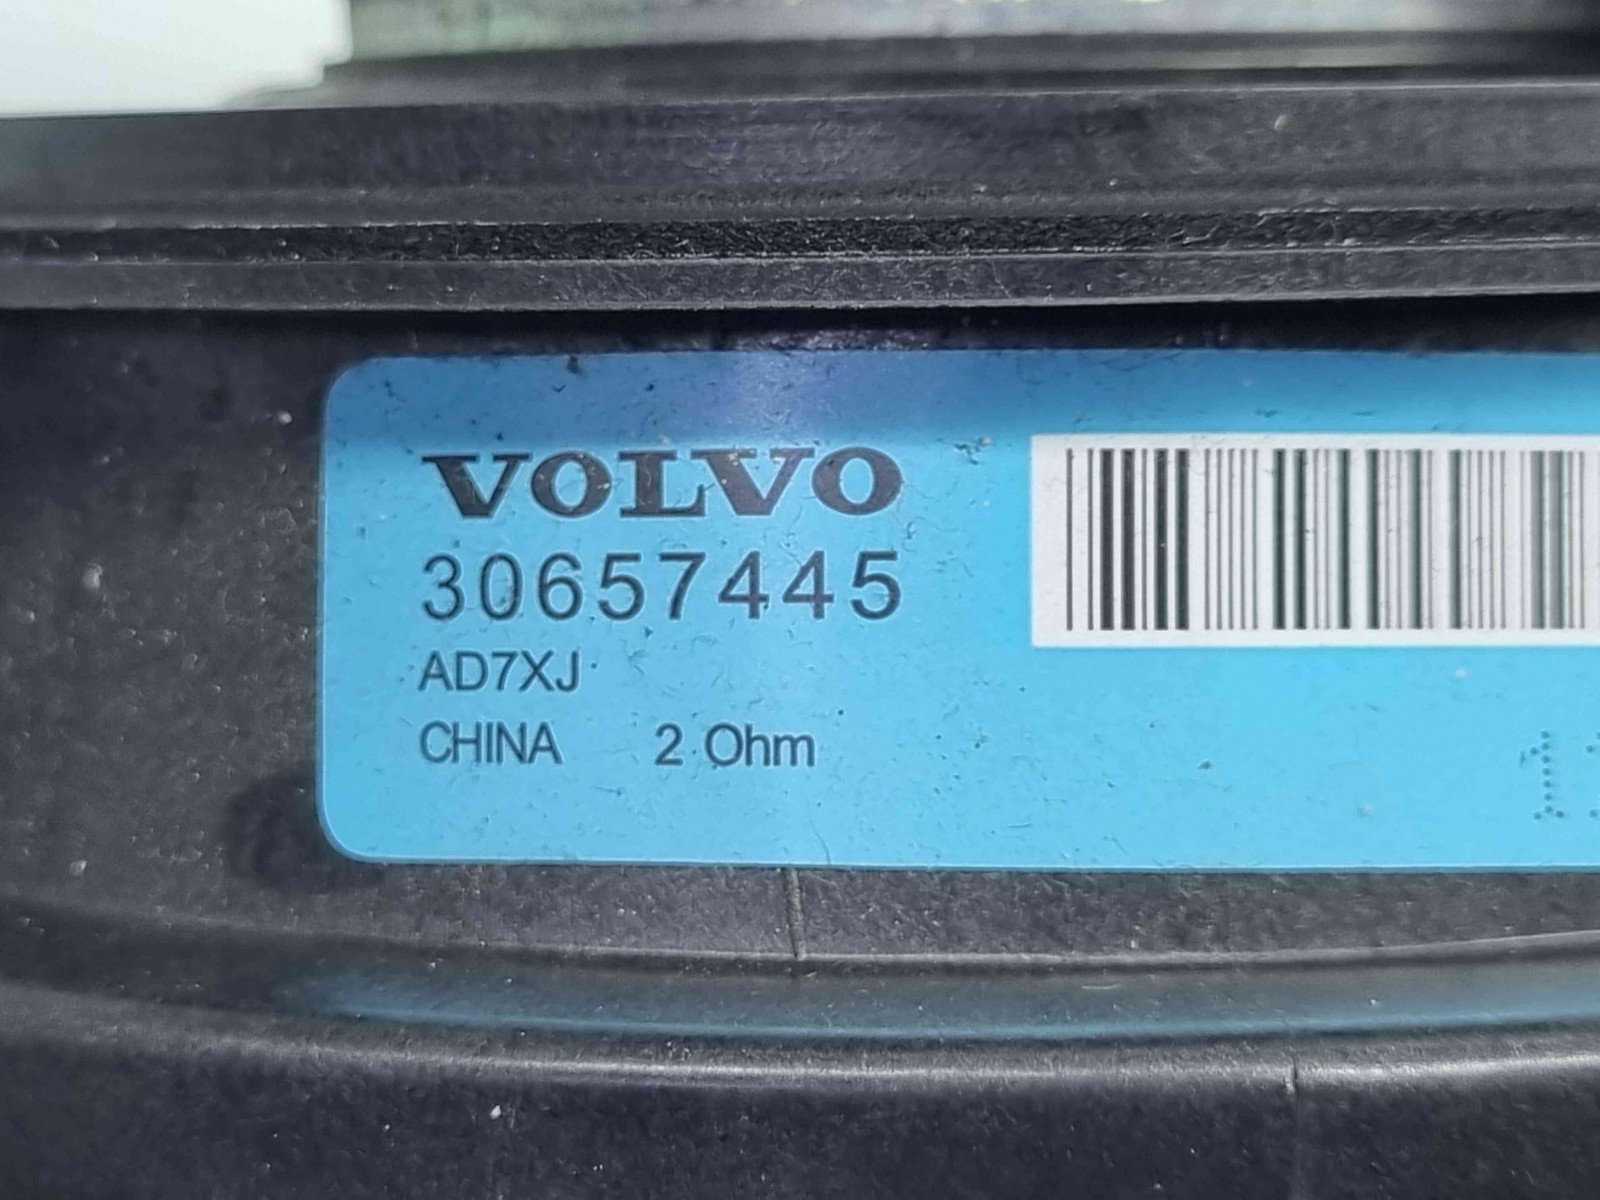 VOLVO
30657445
AD7XJ
CHINA 2 Ohm